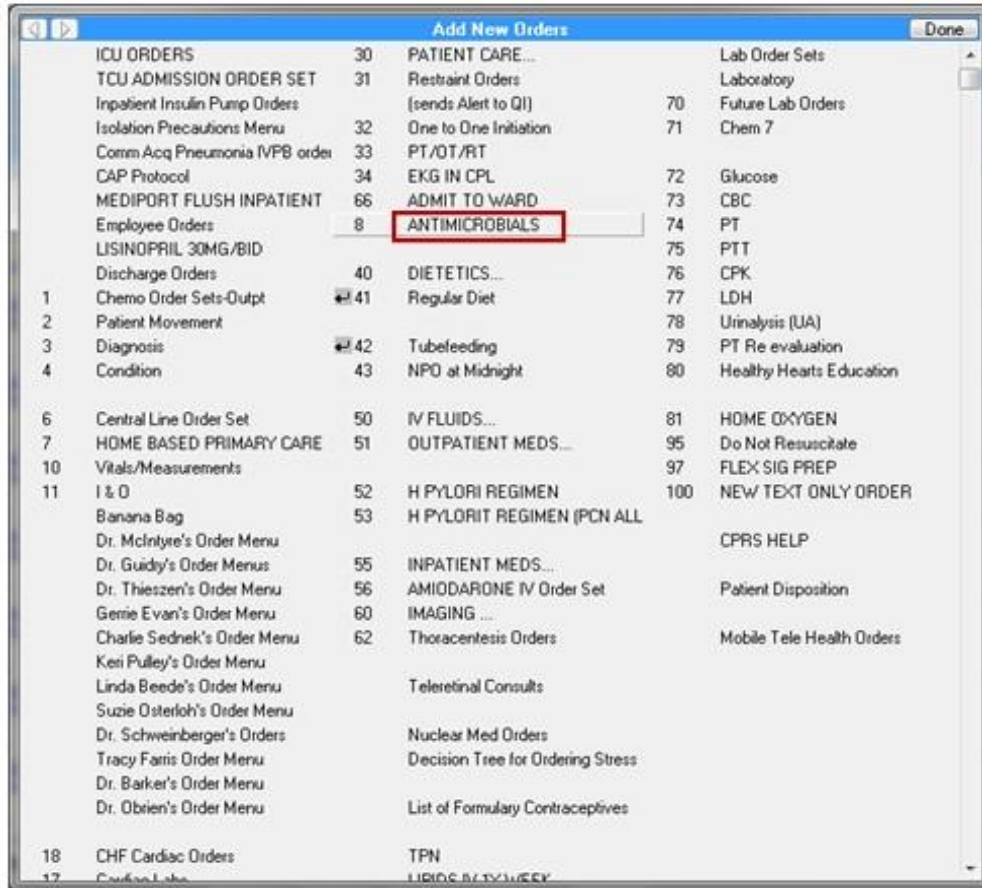 Add New Orders
Done
ICU ORDERS
TCU ADMISSION ORDER SET
Inpatient Insulin Pump Orders
Isolation Precautions Menu
Comm Acq Pneumonia IVPB order
CAP Protocol
MEDIPORT FLUSH INPATIENT
Employee Orders
LISINOPRIL 30MG/BID
Discharge Orders
1 Chemo Order Sets-Outpt
2 Patient Movement
3 Diagnosis
4 Condition
6 Central Line Order Set
7 HOME BASED PRIMARY CARE
10 Vitals/Measurements
11 I & O
Banana Bag
Dr. McIntyre's Order Menu
Dr. Guidry's Order Menus
Dr. Thieszen's Order Menu
Gerrie Evan's Order Menu
Charlie Sednek's Order Menu
Keri Pulley's Order Menu
Linda Beede's Order Menu
Suzie Osterloh's Order Menu
Dr. Schweinberger's Orders
Tracy Farris Order Menu
Dr. Barker's Order Menu
Dr. Obrien's Order Menu
18 CHF Cardiac Orders
17 Cardiac Labs
30 PATIENT CARE...
31 Restraint Orders
(sends Alert to QI)
32 One to One Initiation
33 PT/OT/RT
34 EKG IN CPL
66 ADMIT TO WARD
8 ANTIMICROBIALS
40 DIETETICS...
41 Regular Diet
42 Tubefeeding
43 NPO at Midnight
50 IV FLUIDS...
51 OUTPATIENT MEDS...
52 H PYLORI REGIMEN
53 H PYLORIT REGIMEN (PCN ALL
55 INPATIENT MEDS...
56 AMIODARONE IV Order Set
60 IMAGING ...
62 Thoracentesis Orders
Teleretinal Consults
Nuclear Med Orders
Decision Tree for Ordering Stress
List of Formulary Contraceptives
TPN
LIPIDS IV 1X WEEK
Lab Order Sets
Laboratory
70 Future Lab Orders
71 Chem 7
72 Glucose
73 CBC
74 PT
75 PTT
76 CPK
77 LDH
78 Urinalysis (UA)
79 PT Re evaluation
80 Healthy Hearts Education
81 HOME OXYGEN
95 Do Not Resuscitate
97 FLEX SIG PREP
100 NEW TEXT ONLY ORDER
CPRS HELP
Patient Disposition
Mobile Tele Health Orders